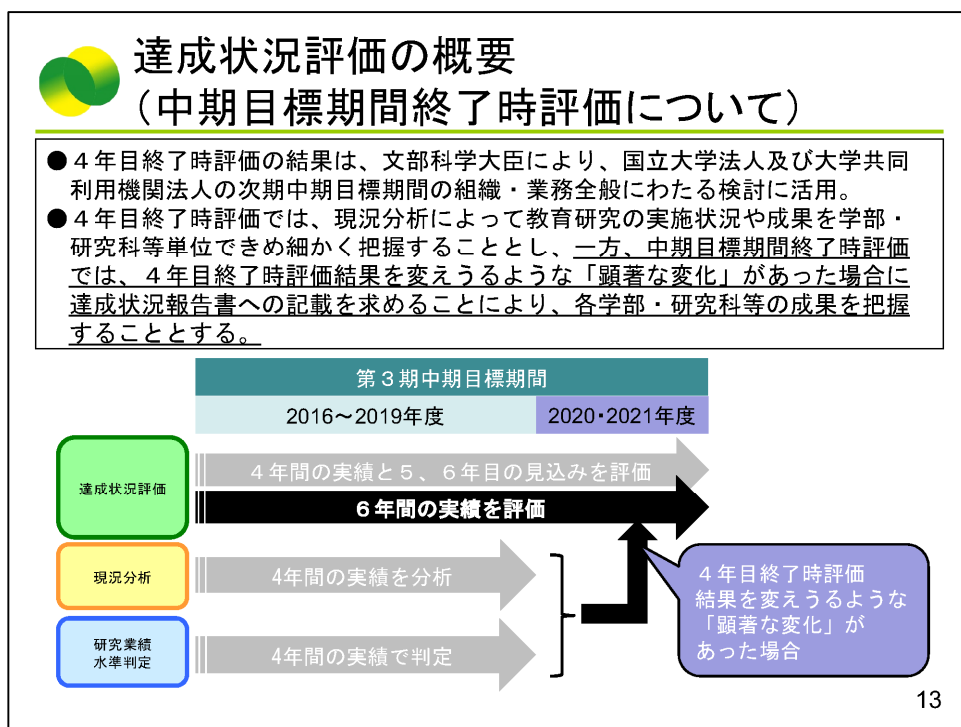 達成状況評価の概要
（中期目標期間終了時評価について）
●４年目終了時評価の結果は、文部科学大臣により、国立大学法人及び大学共同
利用機関法人の次期中期目標期間の組織・業務全般にわたる検討に活用。
●４年目終了時評価では、現況分析によって教育研究の実施状況や成果を学部・
研究科等単位できめ細かく把握することとし、一方、中期目標期間終了時評価
では、４年目終了時評価結果を変えうるような「顕著な変化」があった場合に
達成状況報告書への記載を求めることにより、各学部・研究科等の成果を把握
することとする。
第３期中期目標期間
2016～2019年度
2020・2021年度
達成状況評価
４年間の実績と５、６年目の見込みを評価
６年間の実績を評価
現況分析
4年間の実績を分析
研究業績
水準判定
4年間の実績で判定
４年目終了時評価
結果を変えうるような
「顕著な変化」が
あった場合
13